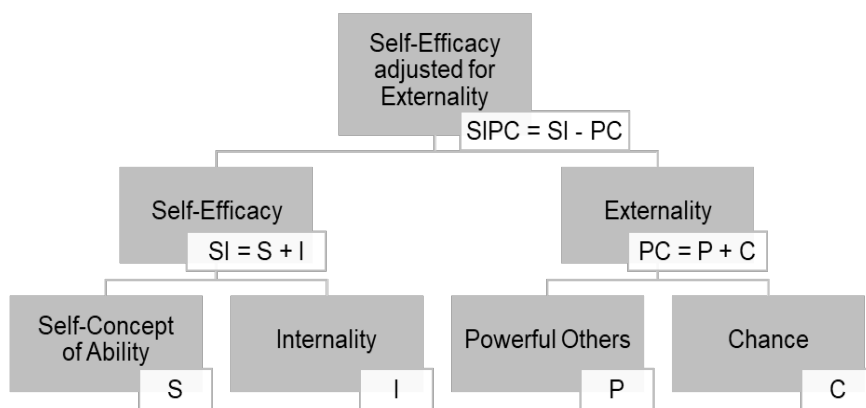 Self-Efficacy
adjusted for
Externality
SIPC = SI - PC
Self-Efficacy
SI = S + I
Externality
PC = P + C
Self-Concept
of Ability
S
Internality
I
Powerful Others
P
Chance
C